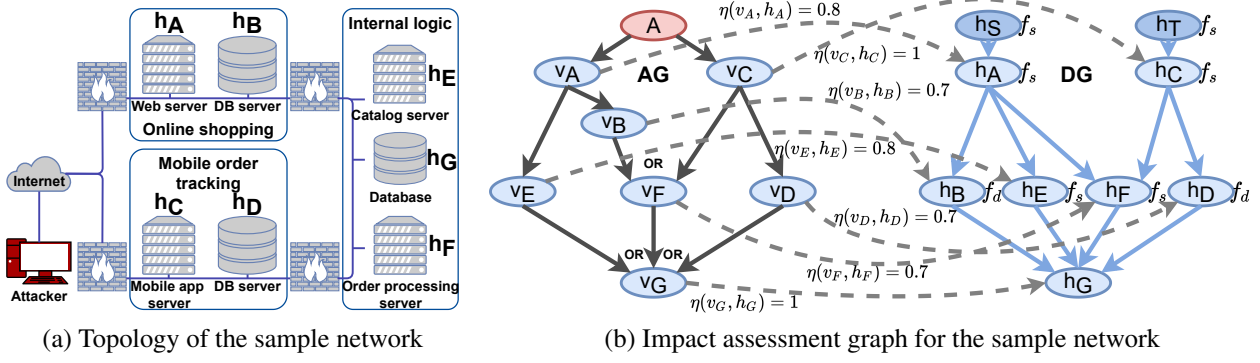 hA
hB
Internal logic
hE
Web server
DB server
Online shopping
Catalog server
hG
Mobile order
tracking
Internet
Database
hC
hD
hF
Attacker
Mobile app
server
DB server
Order processing
server
(a) Topology of the sample network
A
η(vA, hA) = 0.8
hS
fs
hT
fs
vA
AG
vC
η(vC, hC) = 1
hA
fs
DG
hC
fs
η(vB, hB) = 0.7
vB
OR
η(vE, hE) = 0.8
vE
vF
vD
hB
fd
hE
fs
hF
fs
hD
fd
η(vD, hD) = 0.7
OR
OR
η(vF, hF) = 0.7
vG
hG
η(vG, hG) = 1
(b) Impact assessment graph for the sample network